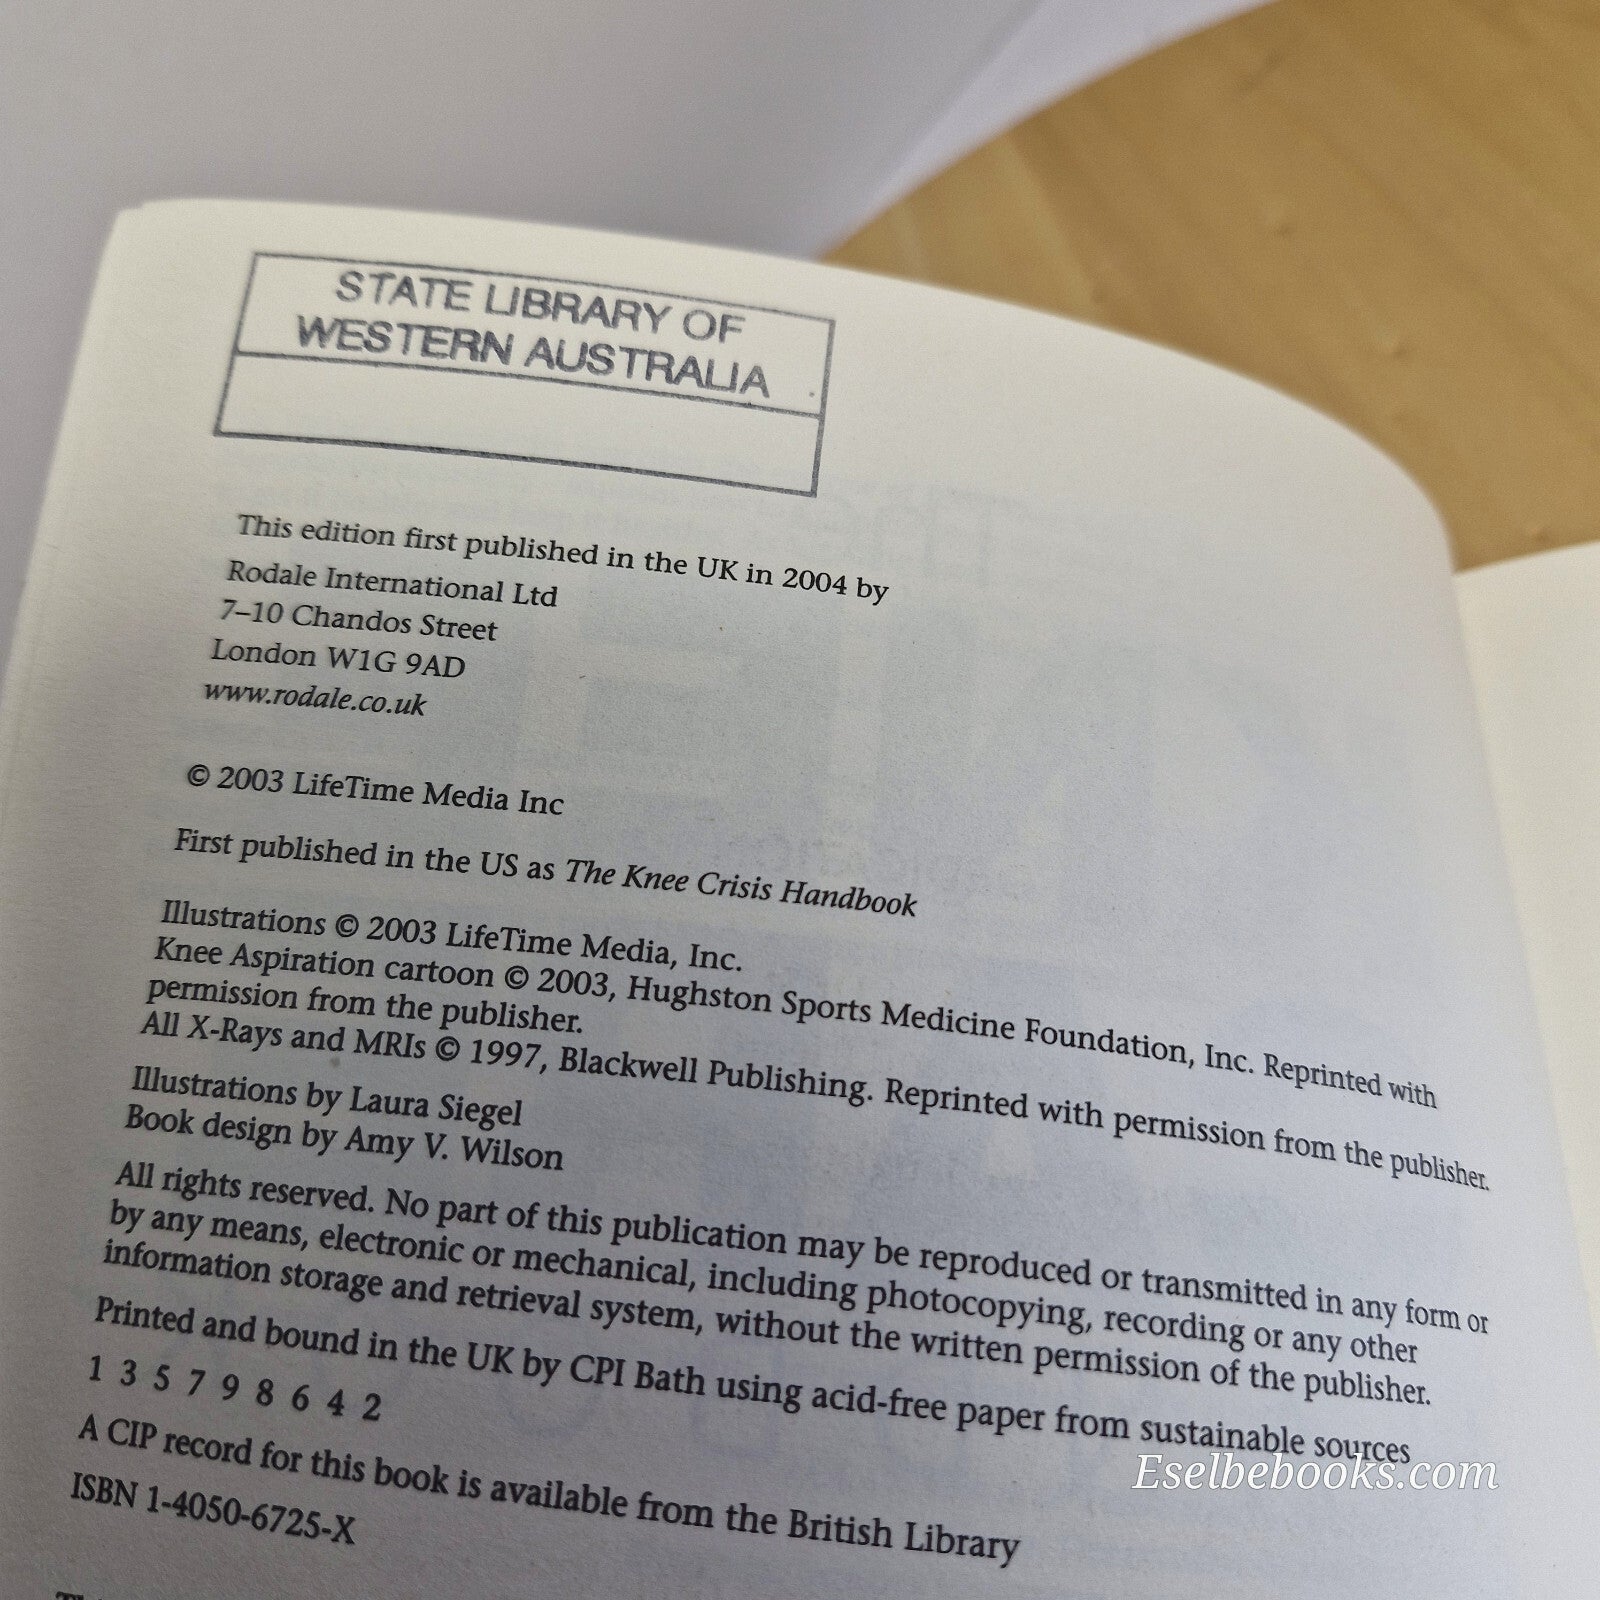 STATE LIBRARY OF
WESTERN AUSTRALIA
This edition first published in the UK in 2004 by
Rodale International Ltd
7–10 Chandos Street
London W1G 9AD
www.rodale.co.uk
© 2003 LifeTime Media Inc
First published in the US as The Knee Crisis Handbook
Illustrations © 2003 LifeTime Media, Inc.
Knee Aspiration cartoon © 2003, Hughston Sports Medicine Foundation, Inc. Reprinted with
permission from the publisher.
All X-Rays and MRIs © 1997, Blackwell Publishing. Reprinted with permission from the publisher.
Illustrations by Laura Siegel
Book design by Amy V. Wilson
All rights reserved. No part of this publication may be reproduced or transmitted in any form or
by any means, electronic or mechanical, including photocopying, recording or any other
information storage and retrieval system, without the written permission of the publisher.
Printed and bound in the UK by CPI Bath using acid-free paper from sustainable sources
1 3 5 7 9 8 6 4 2
A CIP record for this book is available from the British Library
ISBN 1-4050-6725-X
Eselbebooks.com